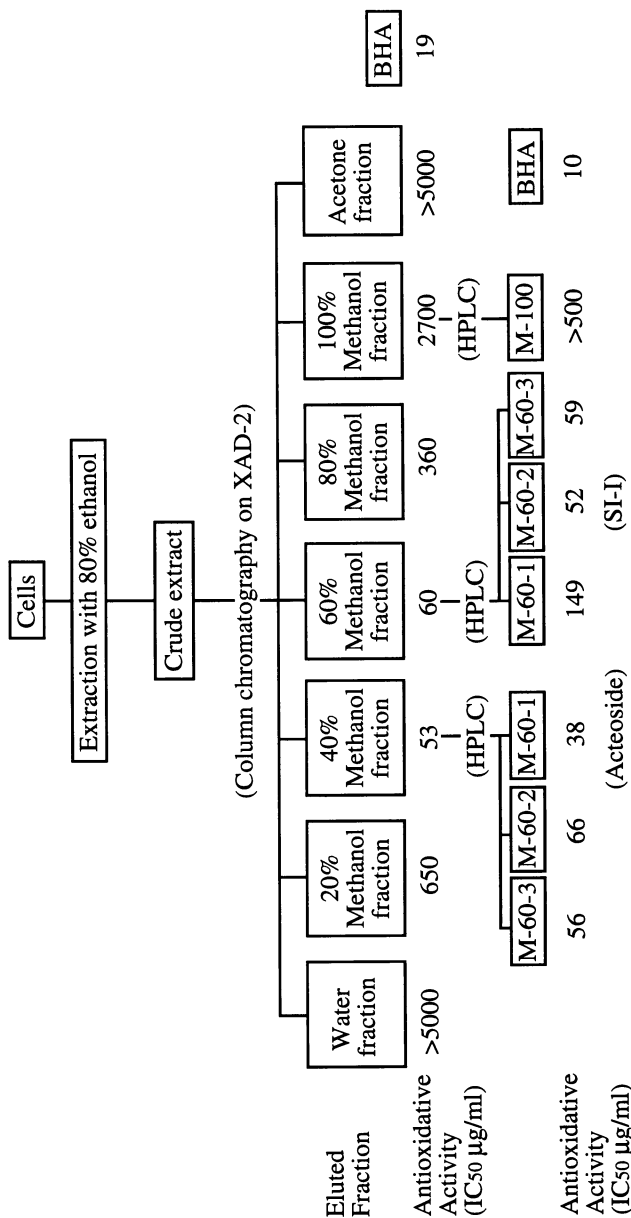 Cells
Extraction with 80% ethanol
Crude extract
(Column chromatography on XAD-2)
Eluted
Fraction
Water
fraction
20%
Methanol
fraction
40%
Methanol
fraction
60%
Methanol
fraction
80%
Methanol
fraction
100%
Methanol
fraction
Acetone
fraction
BHA
Antioxidative
Activity
(IC50 µg/ml)
>5000
650
53
60
360
2700
>5000
19
(HPLC)
(HPLC)
(HPLC)
M-60-3
M-60-2
M-60-1
M-60-1
M-60-2
M-60-3
M-100
BHA
Antioxidative
Activity
(IC50 µg/ml)
56
66
38
149
52
59
>500
10
(Acteoside)
(SI-I)